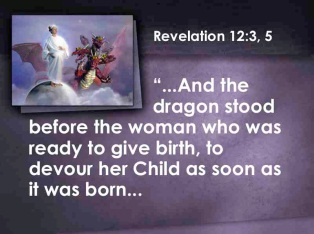 Revelation 12:3, 5
“...And the
dragon stood
before the woman who was
ready to give birth, to
devour her Child as soon as
it was born...